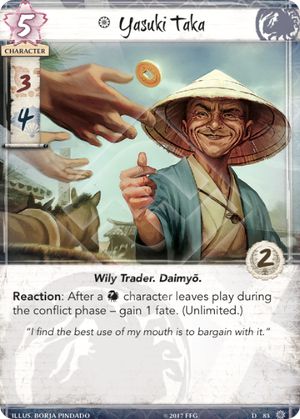 5
Yasuki Taka
CHARACTER
3
4
2
Wily Trader. Daimyō.
Reaction: After a character leaves play during
the conflict phase – gain 1 fate. (Unlimited.)
"I find the best use of my mouth is to bargain with it."
ILLUS. BORJA PINDADO ©2017 FFG D 83